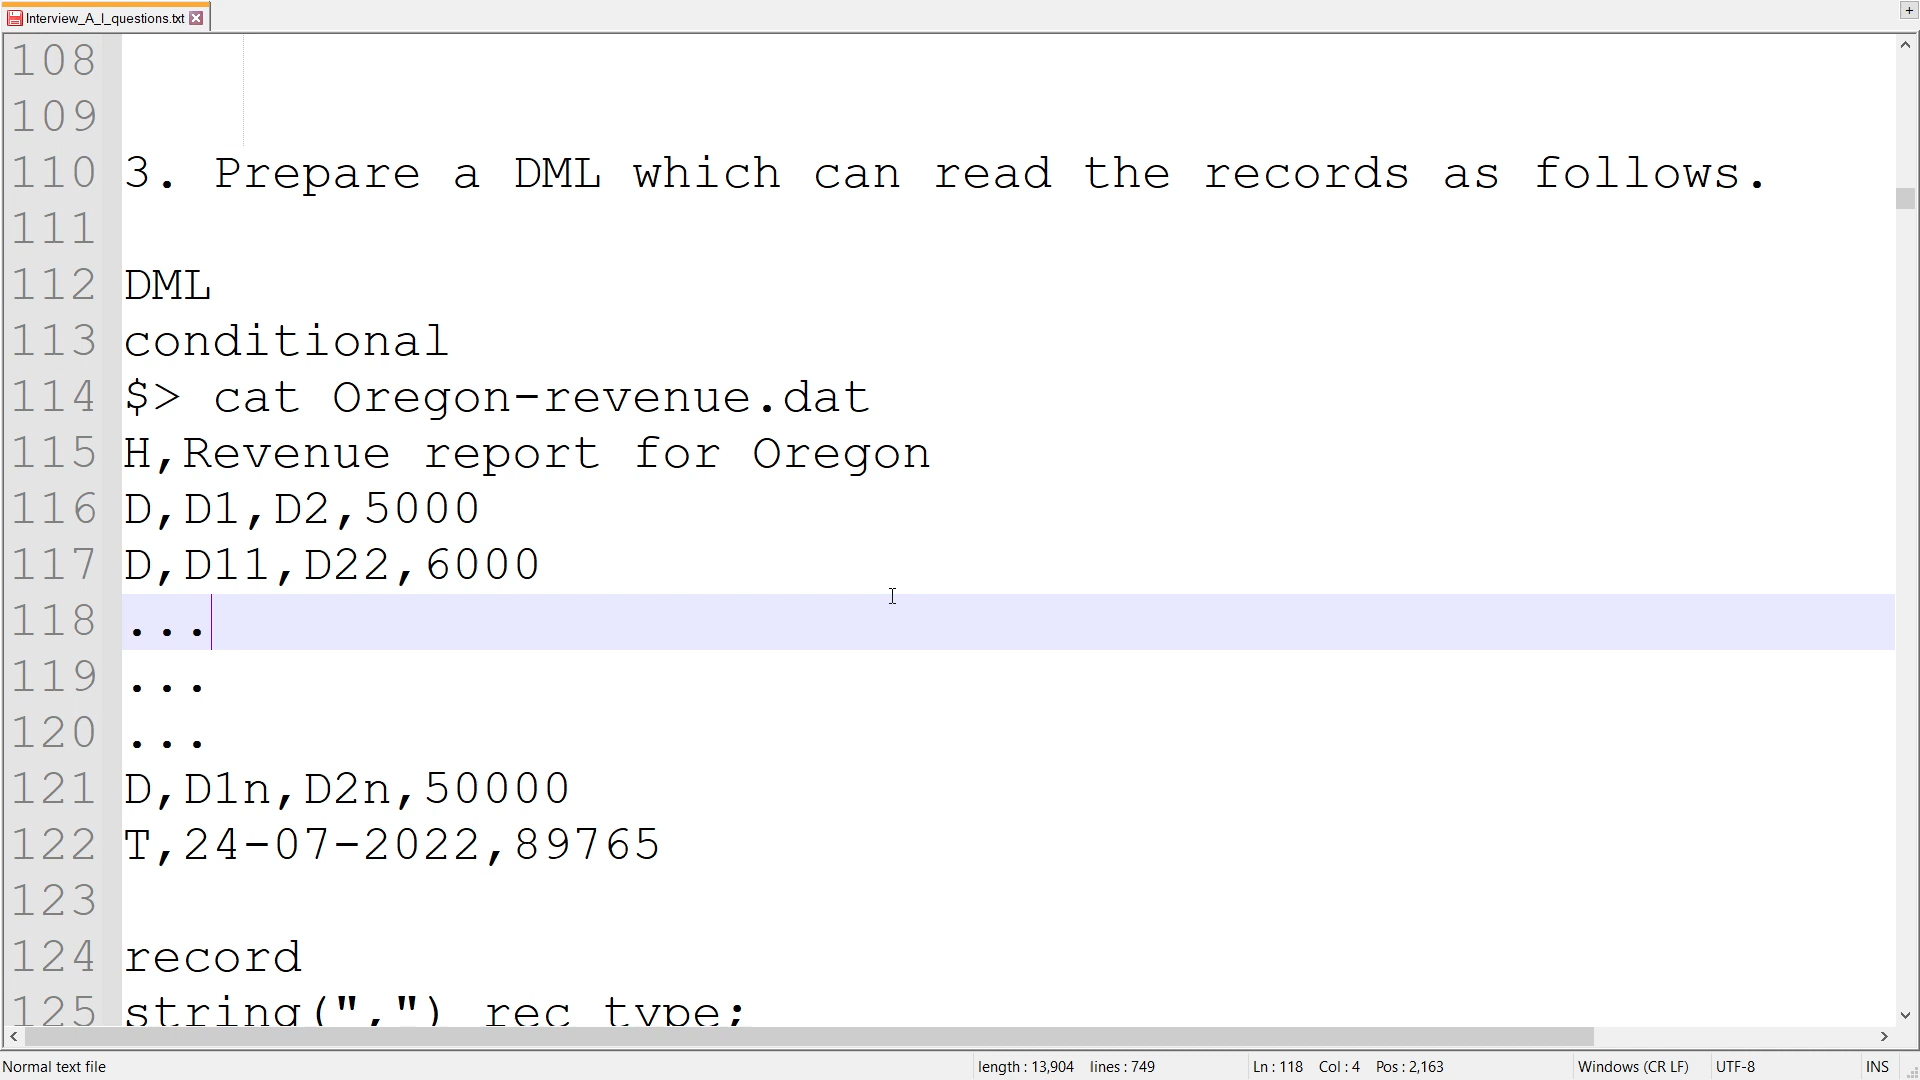 Interview_A_I_questions.txt
+
108
109
110 3. Prepare a DML which can read the records as follows.
111
112 DML
113 conditional
114 $> cat Oregon-revenue.dat
115 H,Revenue report for Oregon
116 D,D1,D2,5000
117 D,D11,D22,6000
118 ...
119 ...
120 ...
121 D,D1n,D2n,50000
122 T,24-07-2022,89765
123
124 record
125 string(",") rec_type;
Normal text file length : 13,904 lines : 749 Ln : 118 Col : 4 Pos : 2,163 Windows (CR LF) UTF-8 INS